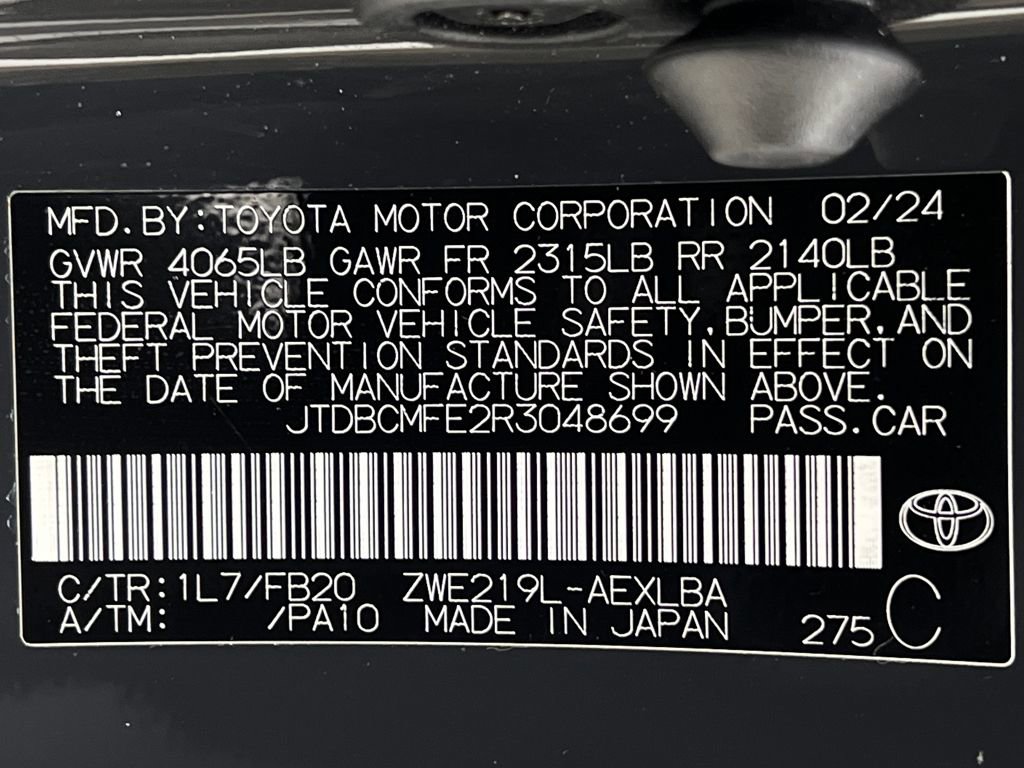 MFD.BY:TOYOTA MOTOR CORPORATION 02/24
GVWR 4065LB GAWR FR 2315LB RR 2140LB
THIS VEHICLE CONFORMS TO ALL APPLICABLE
FEDERAL MOTOR VEHICLE SAFETY,BUMPER,AND
THEFT PREVENTION STANDARDS IN EFFECT ON
THE DATE OF MANUFACTURE SHOWN ABOVE.
JTDBCMFE2R3048699 PASS.CAR
C/TR:1L7/FB20 ZWE219L-AEXLBA
A/TM: /PA10 MADE IN JAPAN 275 C